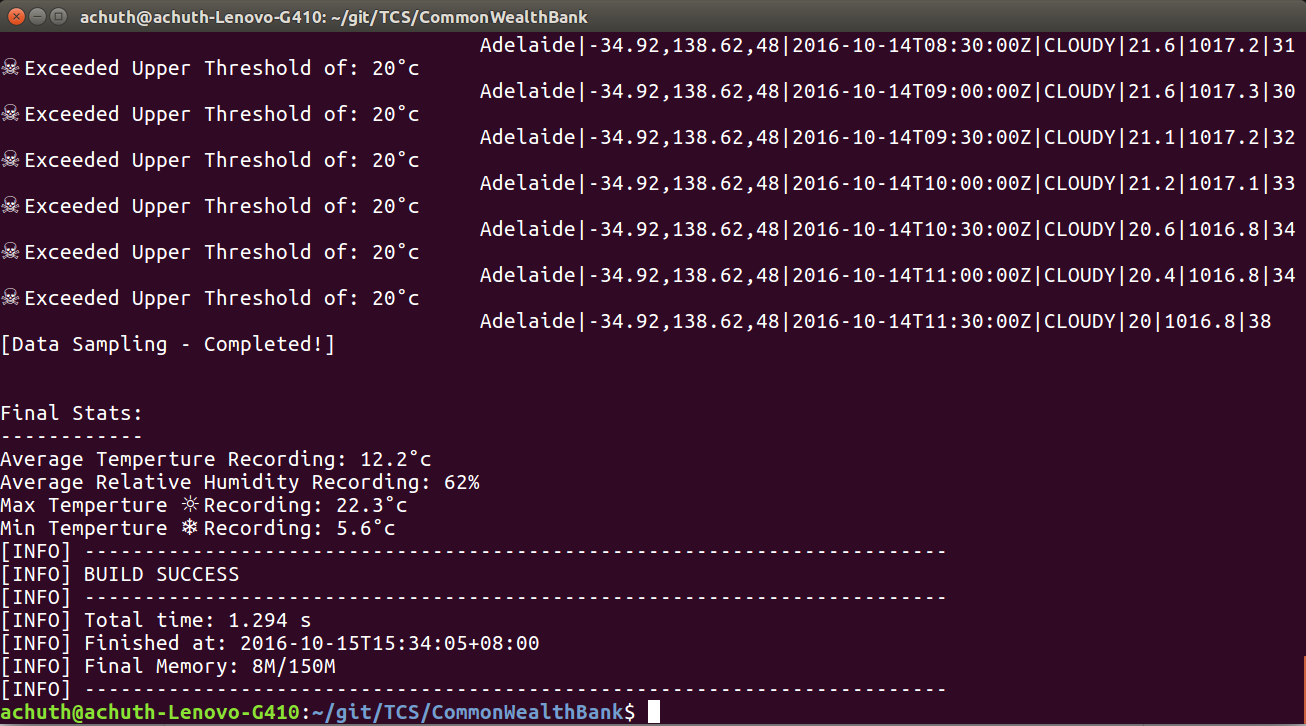 achuth@achuth-Lenovo-G410: ~/git/TCS/CommonWealthBank
Adelaide|-34.92,138.62,48|2016-10-14T08:30:00Z|CLOUDY|21.6|1017.2|31
☠Exceeded Upper Threshold of: 20°c
Adelaide|-34.92,138.62,48|2016-10-14T09:00:00Z|CLOUDY|21.6|1017.3|30
☠Exceeded Upper Threshold of: 20°c
Adelaide|-34.92,138.62,48|2016-10-14T09:30:00Z|CLOUDY|21.1|1017.2|32
☠Exceeded Upper Threshold of: 20°c
Adelaide|-34.92,138.62,48|2016-10-14T10:00:00Z|CLOUDY|21.2|1017.1|33
☠Exceeded Upper Threshold of: 20°c
Adelaide|-34.92,138.62,48|2016-10-14T10:30:00Z|CLOUDY|20.6|1016.8|34
☠Exceeded Upper Threshold of: 20°c
Adelaide|-34.92,138.62,48|2016-10-14T11:00:00Z|CLOUDY|20.4|1016.8|34
☠Exceeded Upper Threshold of: 20°c
Adelaide|-34.92,138.62,48|2016-10-14T11:30:00Z|CLOUDY|20|1016.8|38
[Data Sampling - Completed!]
Final Stats:
------------
Average Temperture Recording: 12.2°c
Average Relative Humidity Recording: 62%
Max Temperture ☼Recording: 22.3°c
Min Temperture ❄Recording: 5.6°c
[INFO] ------------------------------------------------------------------------
[INFO] BUILD SUCCESS
[INFO] ------------------------------------------------------------------------
[INFO] Total time: 1.294 s
[INFO] Finished at: 2016-10-15T15:34:05+08:00
[INFO] Final Memory: 8M/150M
[INFO] ------------------------------------------------------------------------
achuth@achuth-Lenovo-G410:~/git/TCS/CommonWealthBank$